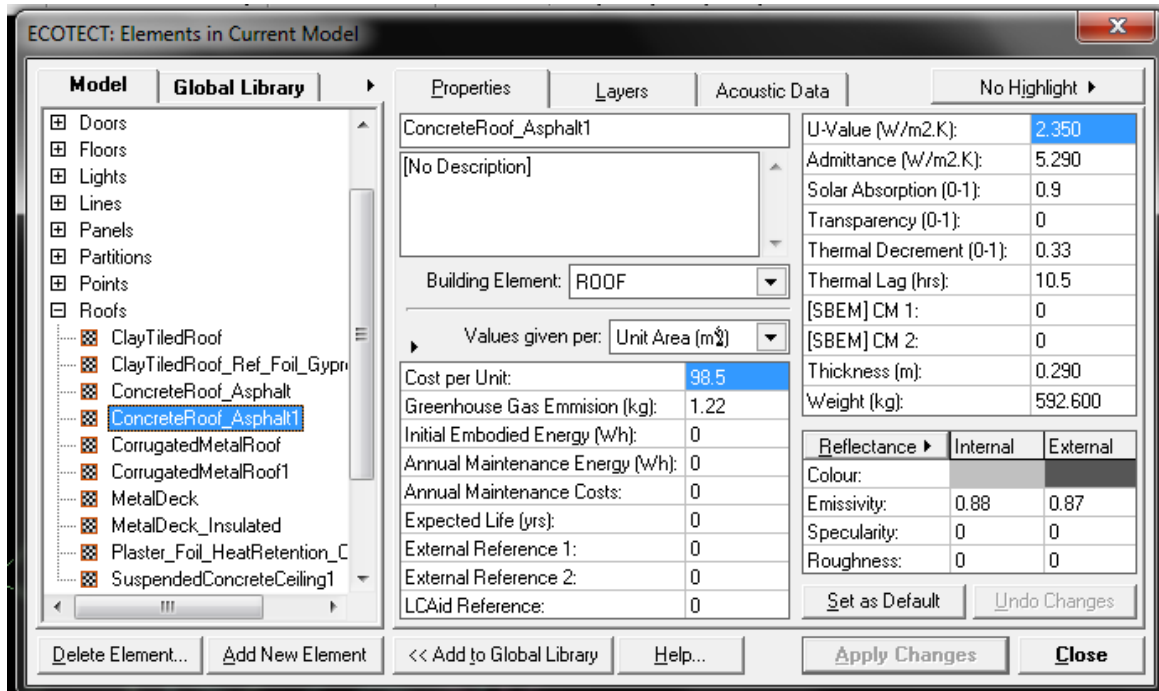 ECOTECT: Elements in Current Model
Model Global Library
Doors
Floors
Lights
Lines
Panels
Partitions
Points
Roofs
ClayTiledRoof
ClayTiledRoof_Ref_Foil_Gypr
ConcreteRoof_Asphalt
ConcreteRoof_Asphalt1
CorrugatedMetalRoof
CorrugatedMetalRoof1
MetalDeck
MetalDeck_Insulated
Plaster_Foil_HeatRetention_C
SuspendedConcreteCeiling1
Delete Element... Add New Element
Properties Layers Acoustic Data
ConcreteRoof_Asphalt1
[No Description]
Building Element: ROOF
Values given per: Unit Area (m²)
Cost per Unit: 98.5
Greenhouse Gas Emmision (kg): 1.22
Initial Embodied Energy (Wh): 0
Annual Maintenance Energy (Wh): 0
Annual Maintenance Costs: 0
Expected Life (yrs): 0
External Reference 1: 0
External Reference 2: 0
LCAid Reference: 0
<< Add to Global Library Help...
No Highlight
U-Value (W/m2.K): 2.350
Admittance (W/m2.K): 5.290
Solar Absorption (0-1): 0.9
Transparency (0-1): 0
Thermal Decrement (0-1): 0.33
Thermal Lag (hrs): 10.5
[SBEM] CM 1: 0
[SBEM] CM 2: 0
Thickness (m): 0.290
Weight (kg): 592.600
Reflectance Internal External
Colour:
Emissivity: 0.88 0.87
Specularity: 0 0
Roughness: 0 0
Set as Default Undo Changes
Apply Changes Close